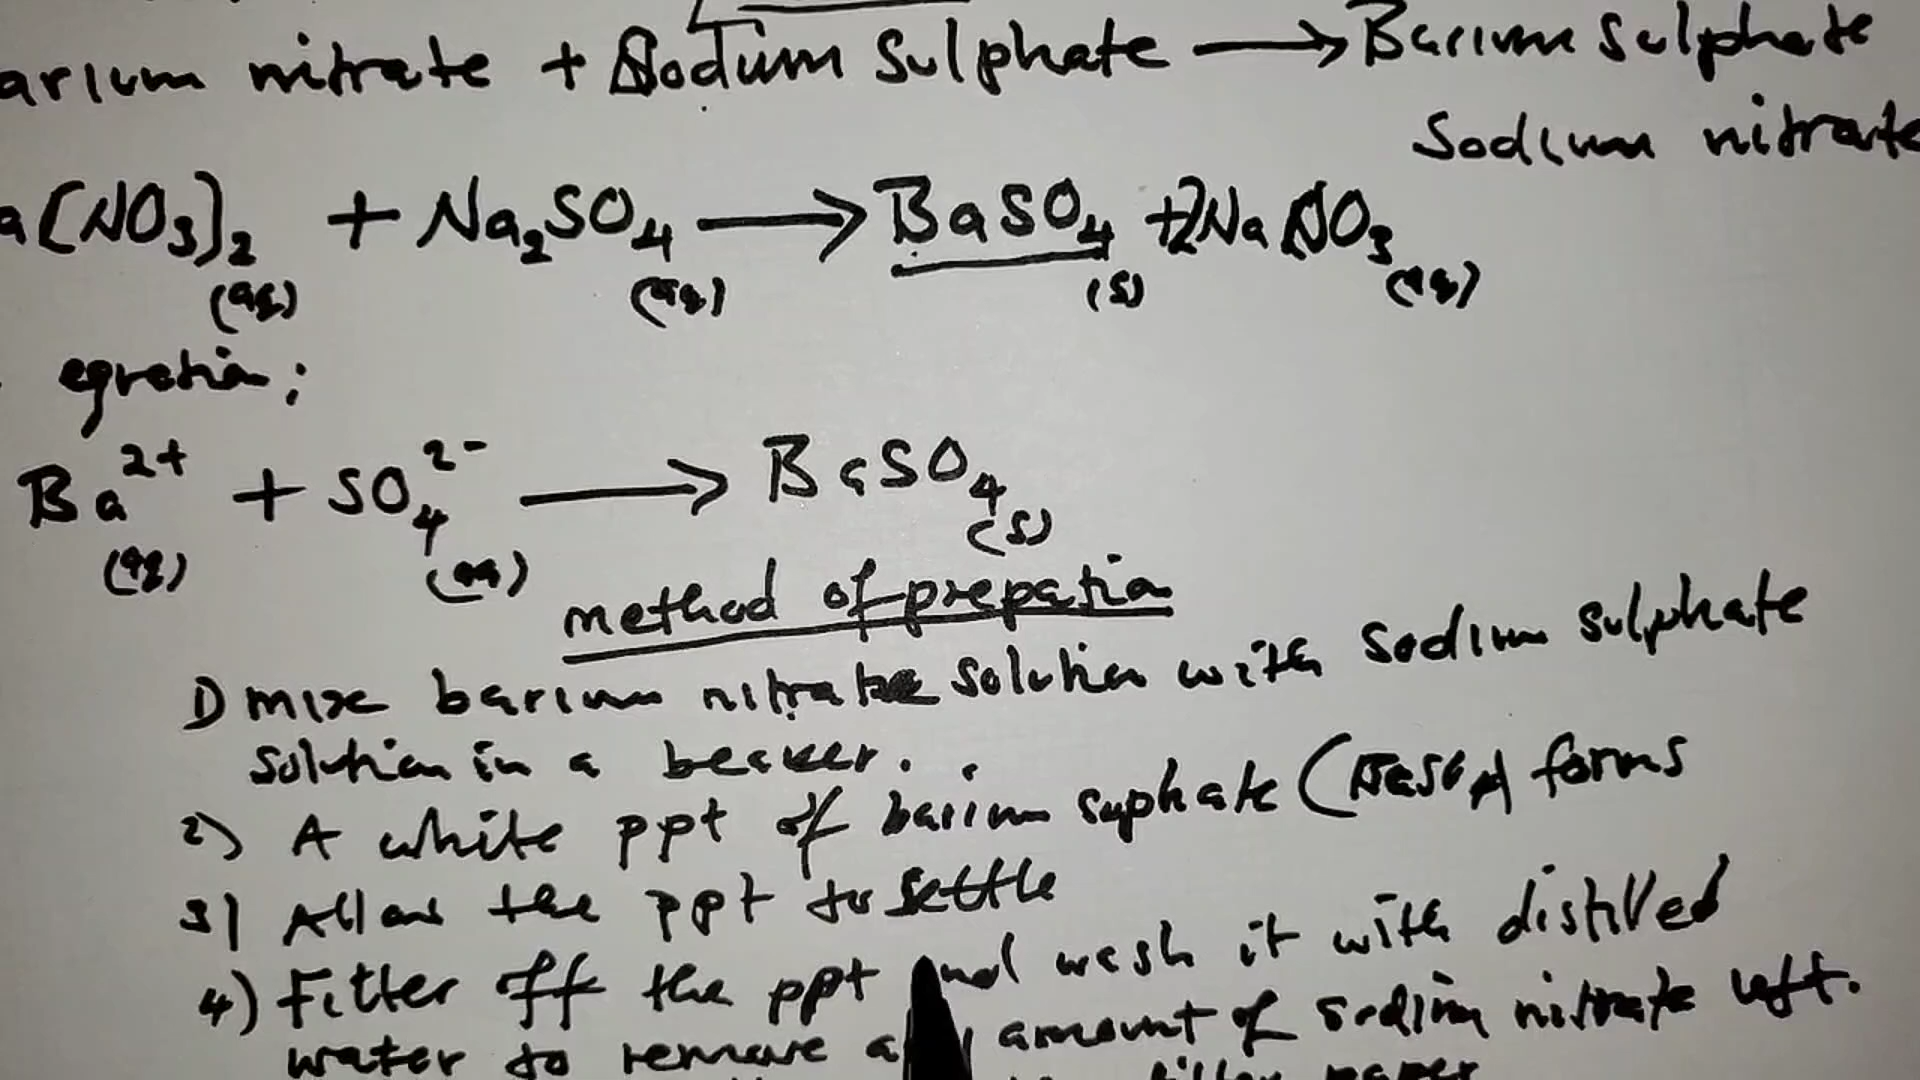 arium nitrate + Sodium Sulphate → Barium sulphate
Sodium nitrate
a(NO₃)₂(aq) + Na₂SO₄(aq) → BaSO₄(s) + 2NaNO₃(aq)
equation;
Ba²⁺(aq) + SO₄²⁻(aq) → BaSO₄(s)
method of prepation
1) mix barium nitrate solution with sodium sulphate
solution in a beaker.
2) A white ppt of barium suphate (BaSO₄) forms
3) Allow the ppt to settle
4) Filter off the ppt and wash it with distilled
water to remove any amount of sodium nitrate left.
filter paper